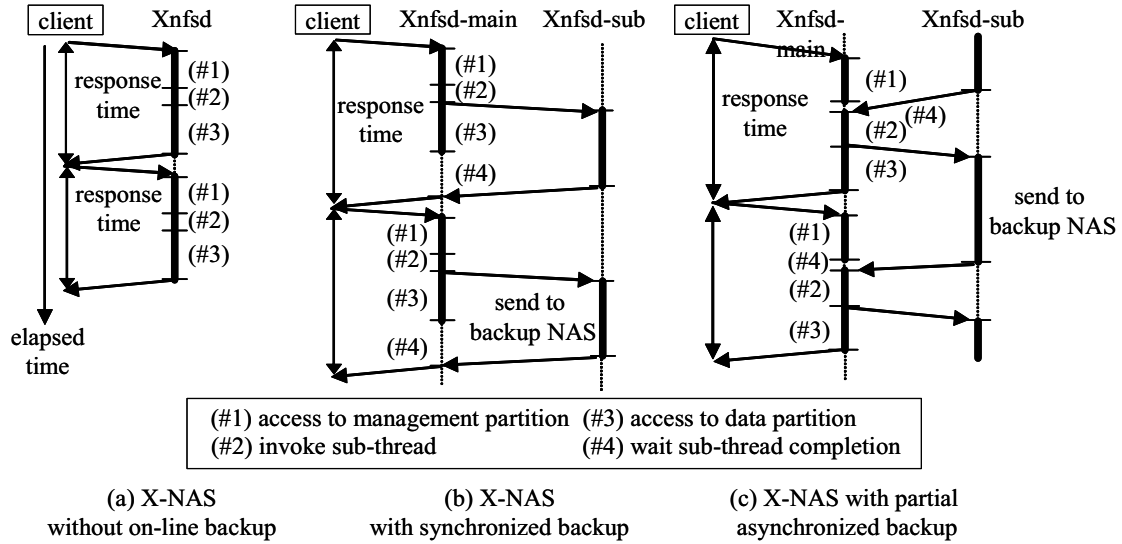 client
Xnfsd
response
time
(#1)
(#2)
(#3)
response
time
(#1)
(#2)
(#3)
elapsed
time
client
Xnfsd-main
Xnfsd-sub
response
time
(#1)
(#2)
(#3)
(#4)
(#1)
(#2)
(#3)
(#4)
send to
backup NAS
client
Xnfsd-
main
Xnfsd-sub
response
time
(#1)
(#4)
(#2)
(#3)
(#1)
(#4)
(#2)
(#3)
send to
backup NAS
(#1) access to management partition (#3) access to data partition
(#2) invoke sub-thread (#4) wait sub-thread completion
(a) X-NAS
without on-line backup
(b) X-NAS
with synchronized backup
(c) X-NAS with partial
asynchronized backup